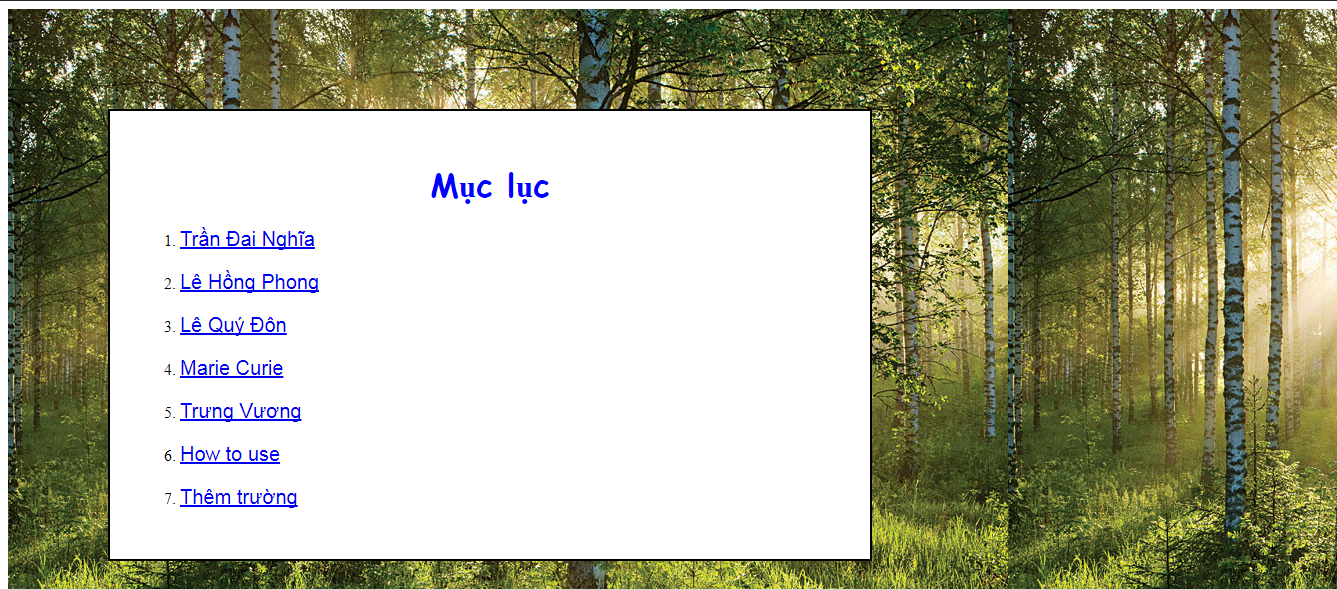 Mục lục
1. Trần Đai Nghĩa
2. Lê Hồng Phong
3. Lê Quý Đôn
4. Marie Curie
5. Trưng Vương
6. How to use
7. Thêm trường